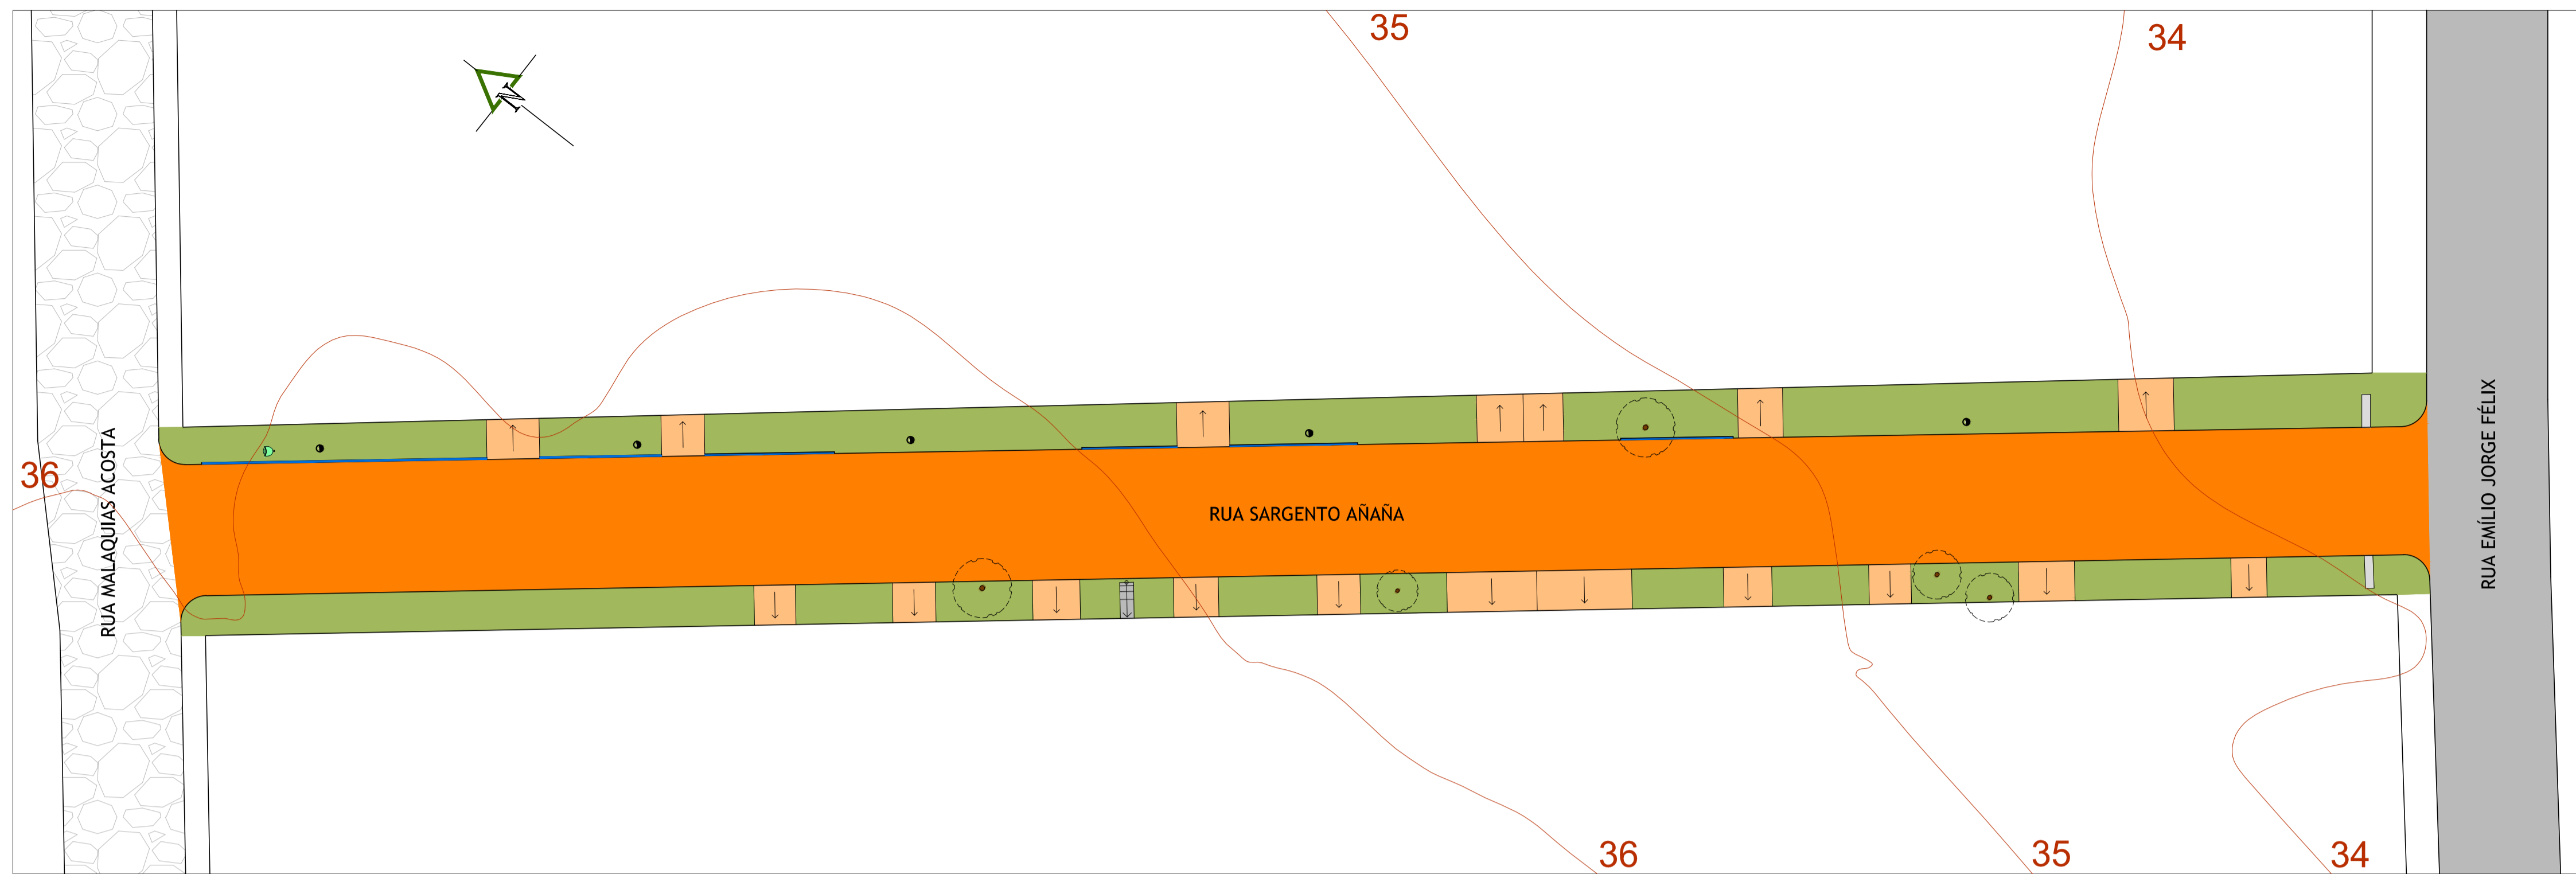 35
34
N
36
RUA MALAQUIAS ACOSTA
RUA SARGENTO AÑAÑA
RUA EMÍLIO JORGE FÉLIX
36
35
34